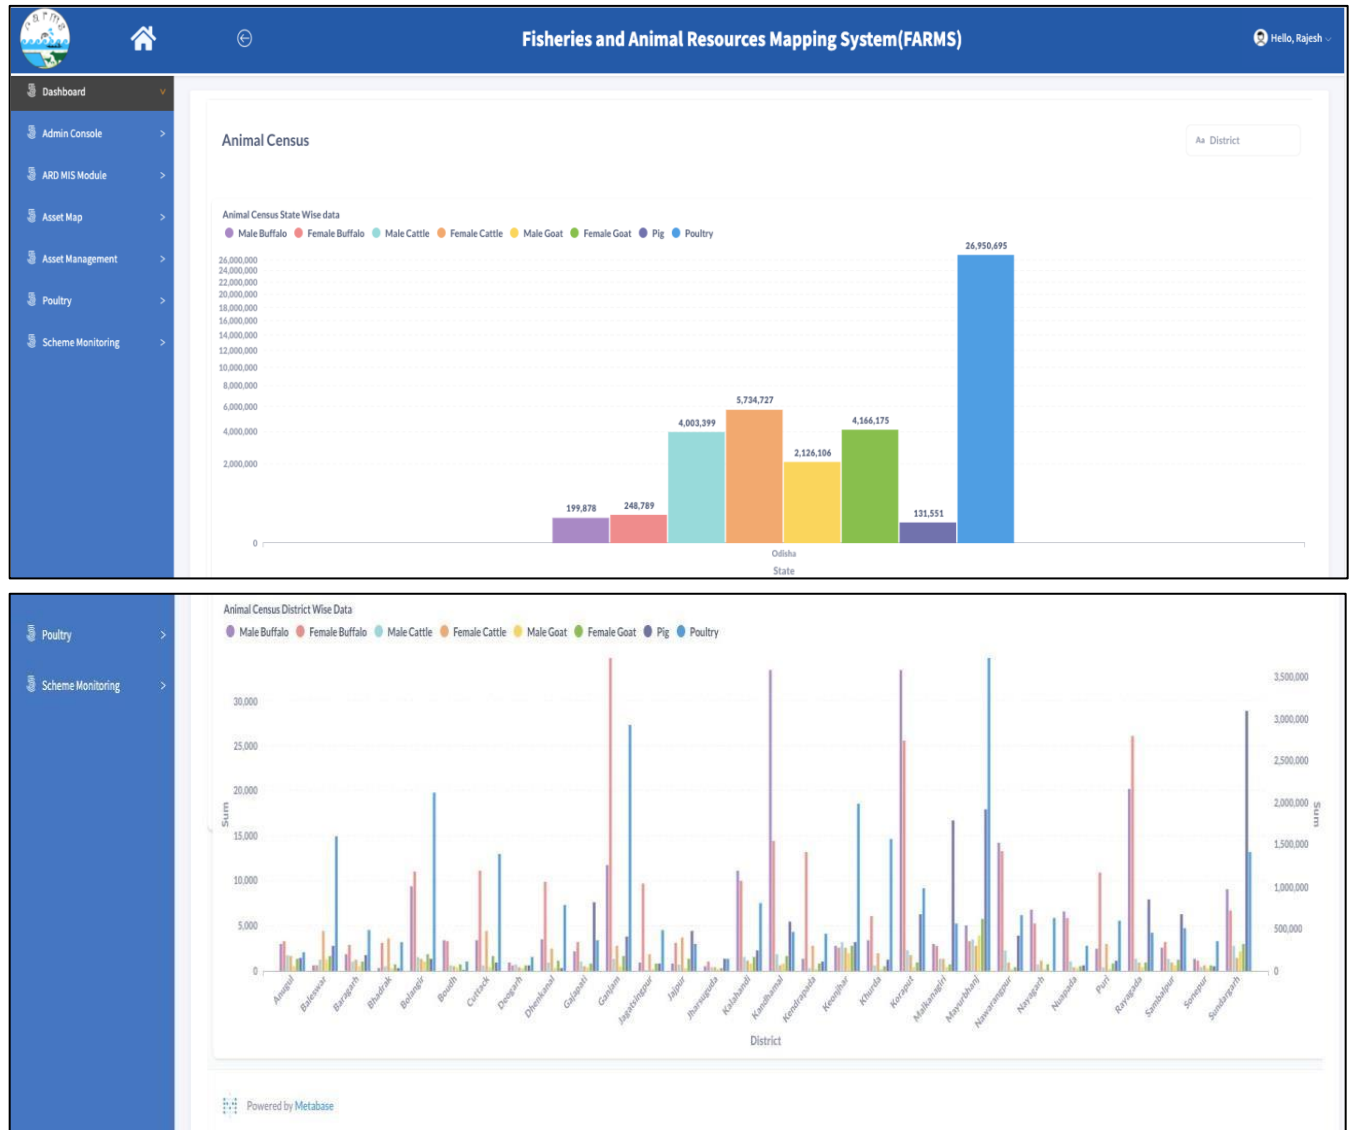 Farms
Fisheries and Animal Resources Mapping System(FARMS)
Hello, Rajesh
Dashboard
Admin Console
ARD MIS Module
Asset Map
Asset Management
Poultry
Scheme Monitoring
Animal Census
Aa District
Animal Census State Wise data
Male Buffalo Female Buffalo Male Cattle Female Cattle Male Goat Female Goat Pig Poultry
26,000,000
24,000,000
22,000,000
20,000,000
18,000,000
16,000,000
14,000,000
12,000,000
10,000,000
8,000,000
6,000,000
4,000,000
2,000,000
0
199,878
248,789
4,003,399
5,734,727
2,126,106
4,166,175
131,551
26,950,695
Odisha
State
Poultry
Scheme Monitoring
Animal Census District Wise Data
Male Buffalo Female Buffalo Male Cattle Female Cattle Male Goat Female Goat Pig Poultry
30,000
25,000
20,000
15,000
10,000
5,000
0
Sum
3,500,000
3,000,000
2,500,000
2,000,000
1,500,000
1,000,000
500,000
0
Sum
Anugul
Baleswar
Baragarh
Bhadrak
Bolangir
Boudh
Cuttack
Deogarh
Dhenkanal
Gajapati
Ganjam
Jagatsingpur
Jajpur
Jharsuguda
Kalahandi
Kandhamal
Kendrapada
Keonjhar
Khurda
Koraput
Malkanagiri
Mayurbhanj
Nawarangpur
Nayagarh
Nuapada
Puri
Rayagada
Sambalpur
Sonepur
Sundargarh
District
Powered by Metabase